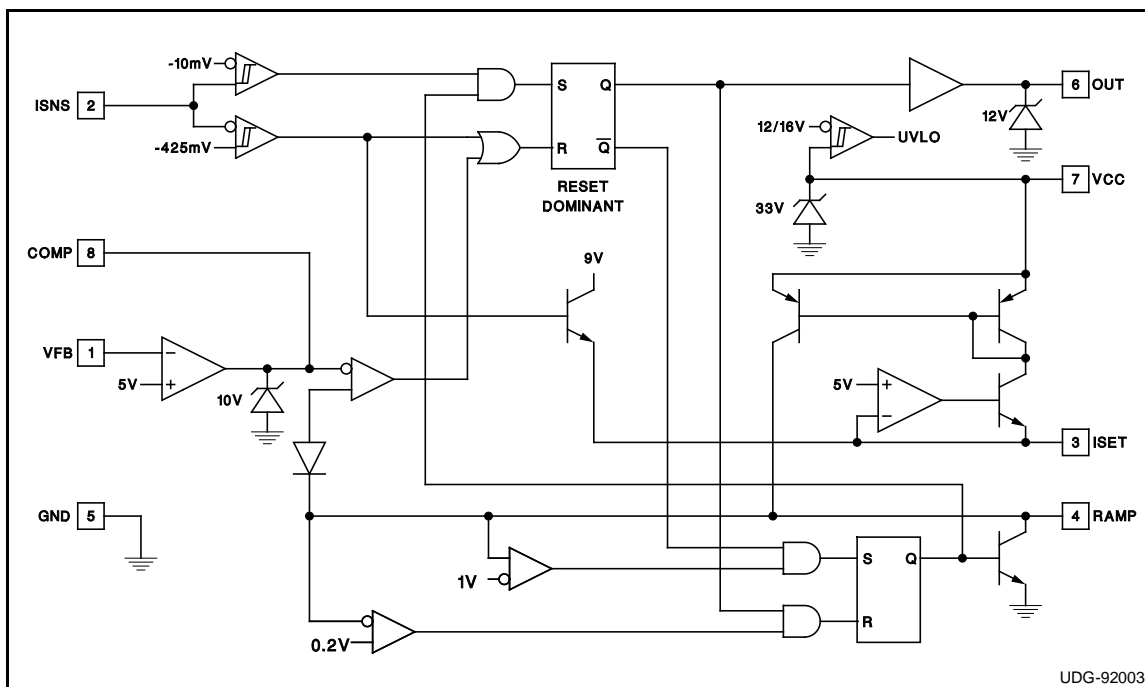 -10mV
ISNS 2
-425mV
S Q
R Q
RESET
DOMINANT
6 OUT
12V
12/16V
UVLO
7 VCC
33V
COMP 8
9V
VFB 1
-
5V +
10V
5V +
-
3 ISET
GND 5
4 RAMP
1V
S Q
R
0.2V
UDG-92003